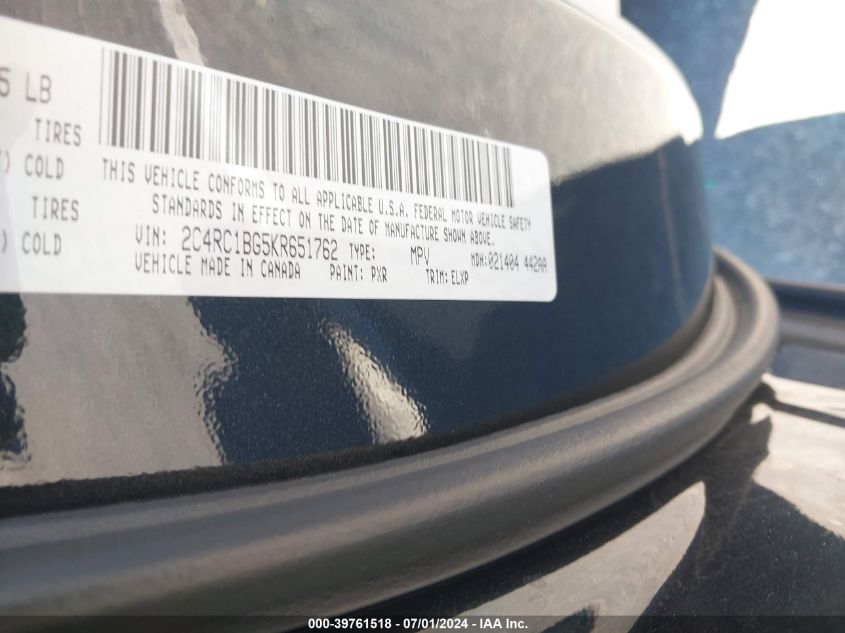 5 LB
TIRES
) COLD
TIRES
) COLD
THIS VEHICLE CONFORMS TO ALL APPLICABLE U.S.A. FEDERAL MOTOR VEHICLE SAFETY
STANDARDS IN EFFECT ON THE DATE OF MANUFACTURE SHOWN ABOVE.
VIN: 2C4RC1BG5KR651762 TYPE: MPV MDH:021404 442AA
VEHICLE MADE IN CANADA PAINT: PXR TRIM: ELXP
000-39761518 - 07/01/2024 - IAA Inc.